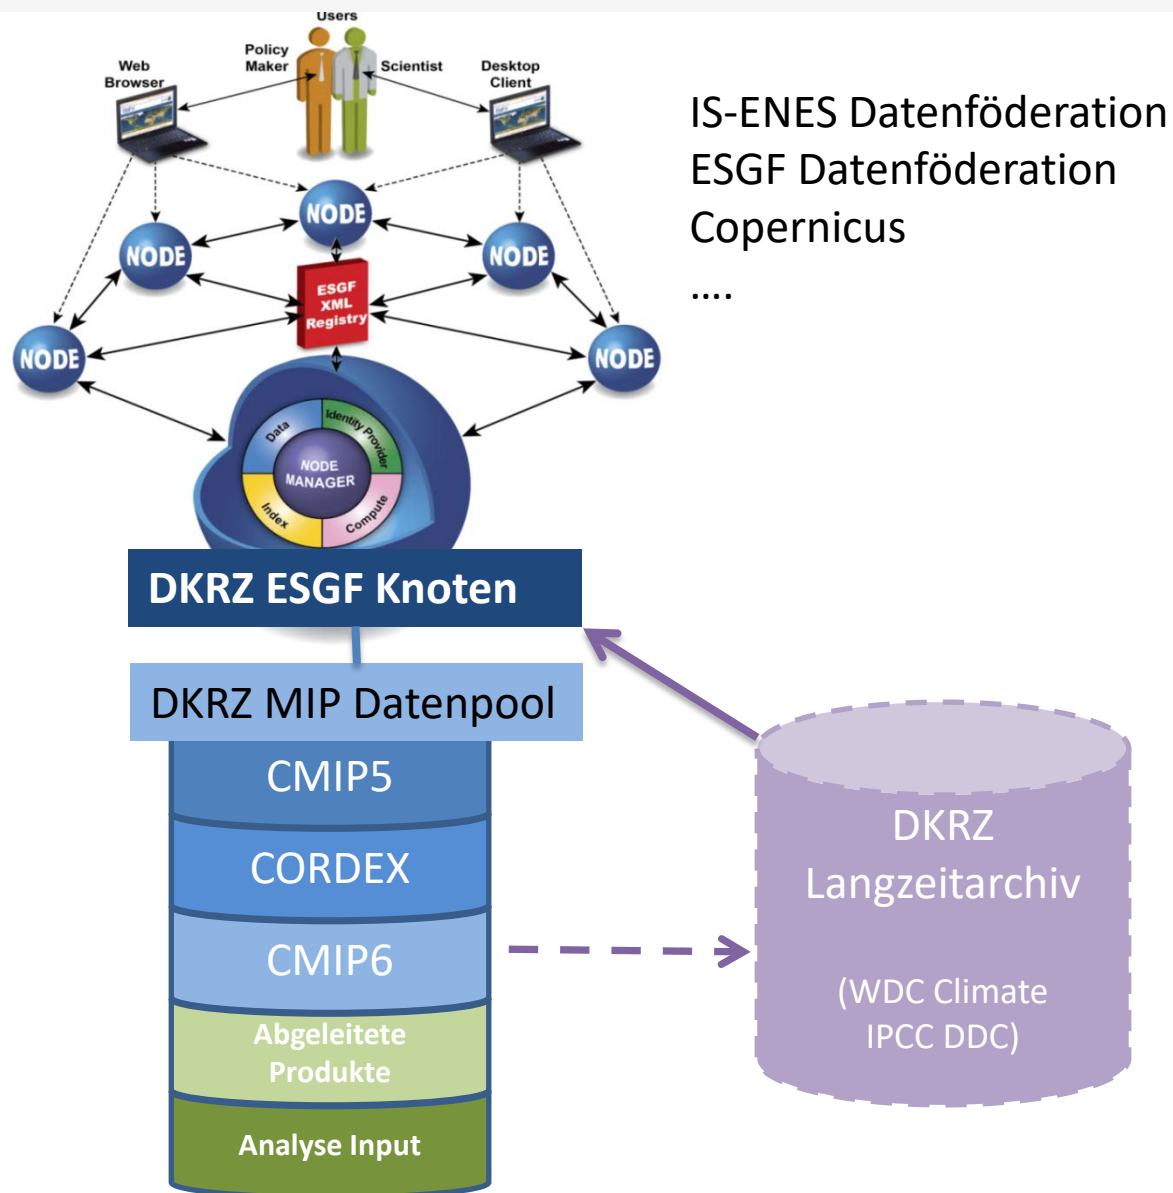 Users
Policy
Maker
Scientist
Web
Browser
Desktop
Client
IS-ENES Datenföderation
ESGF Datenföderation
Copernicus
....
NODE
NODE
NODE
ESGF
XML
Registry
NODE
NODE
Data
Identity Provider
NODE
MANAGER
Index
Compute
DKRZ ESGF Knoten
DKRZ MIP Datenpool
CMIP5
CORDEX
CMIP6
Abgeleitete
Produkte
Analyse Input
DKRZ
Langzeitarchiv
(WDC Climate
IPCC DDC)